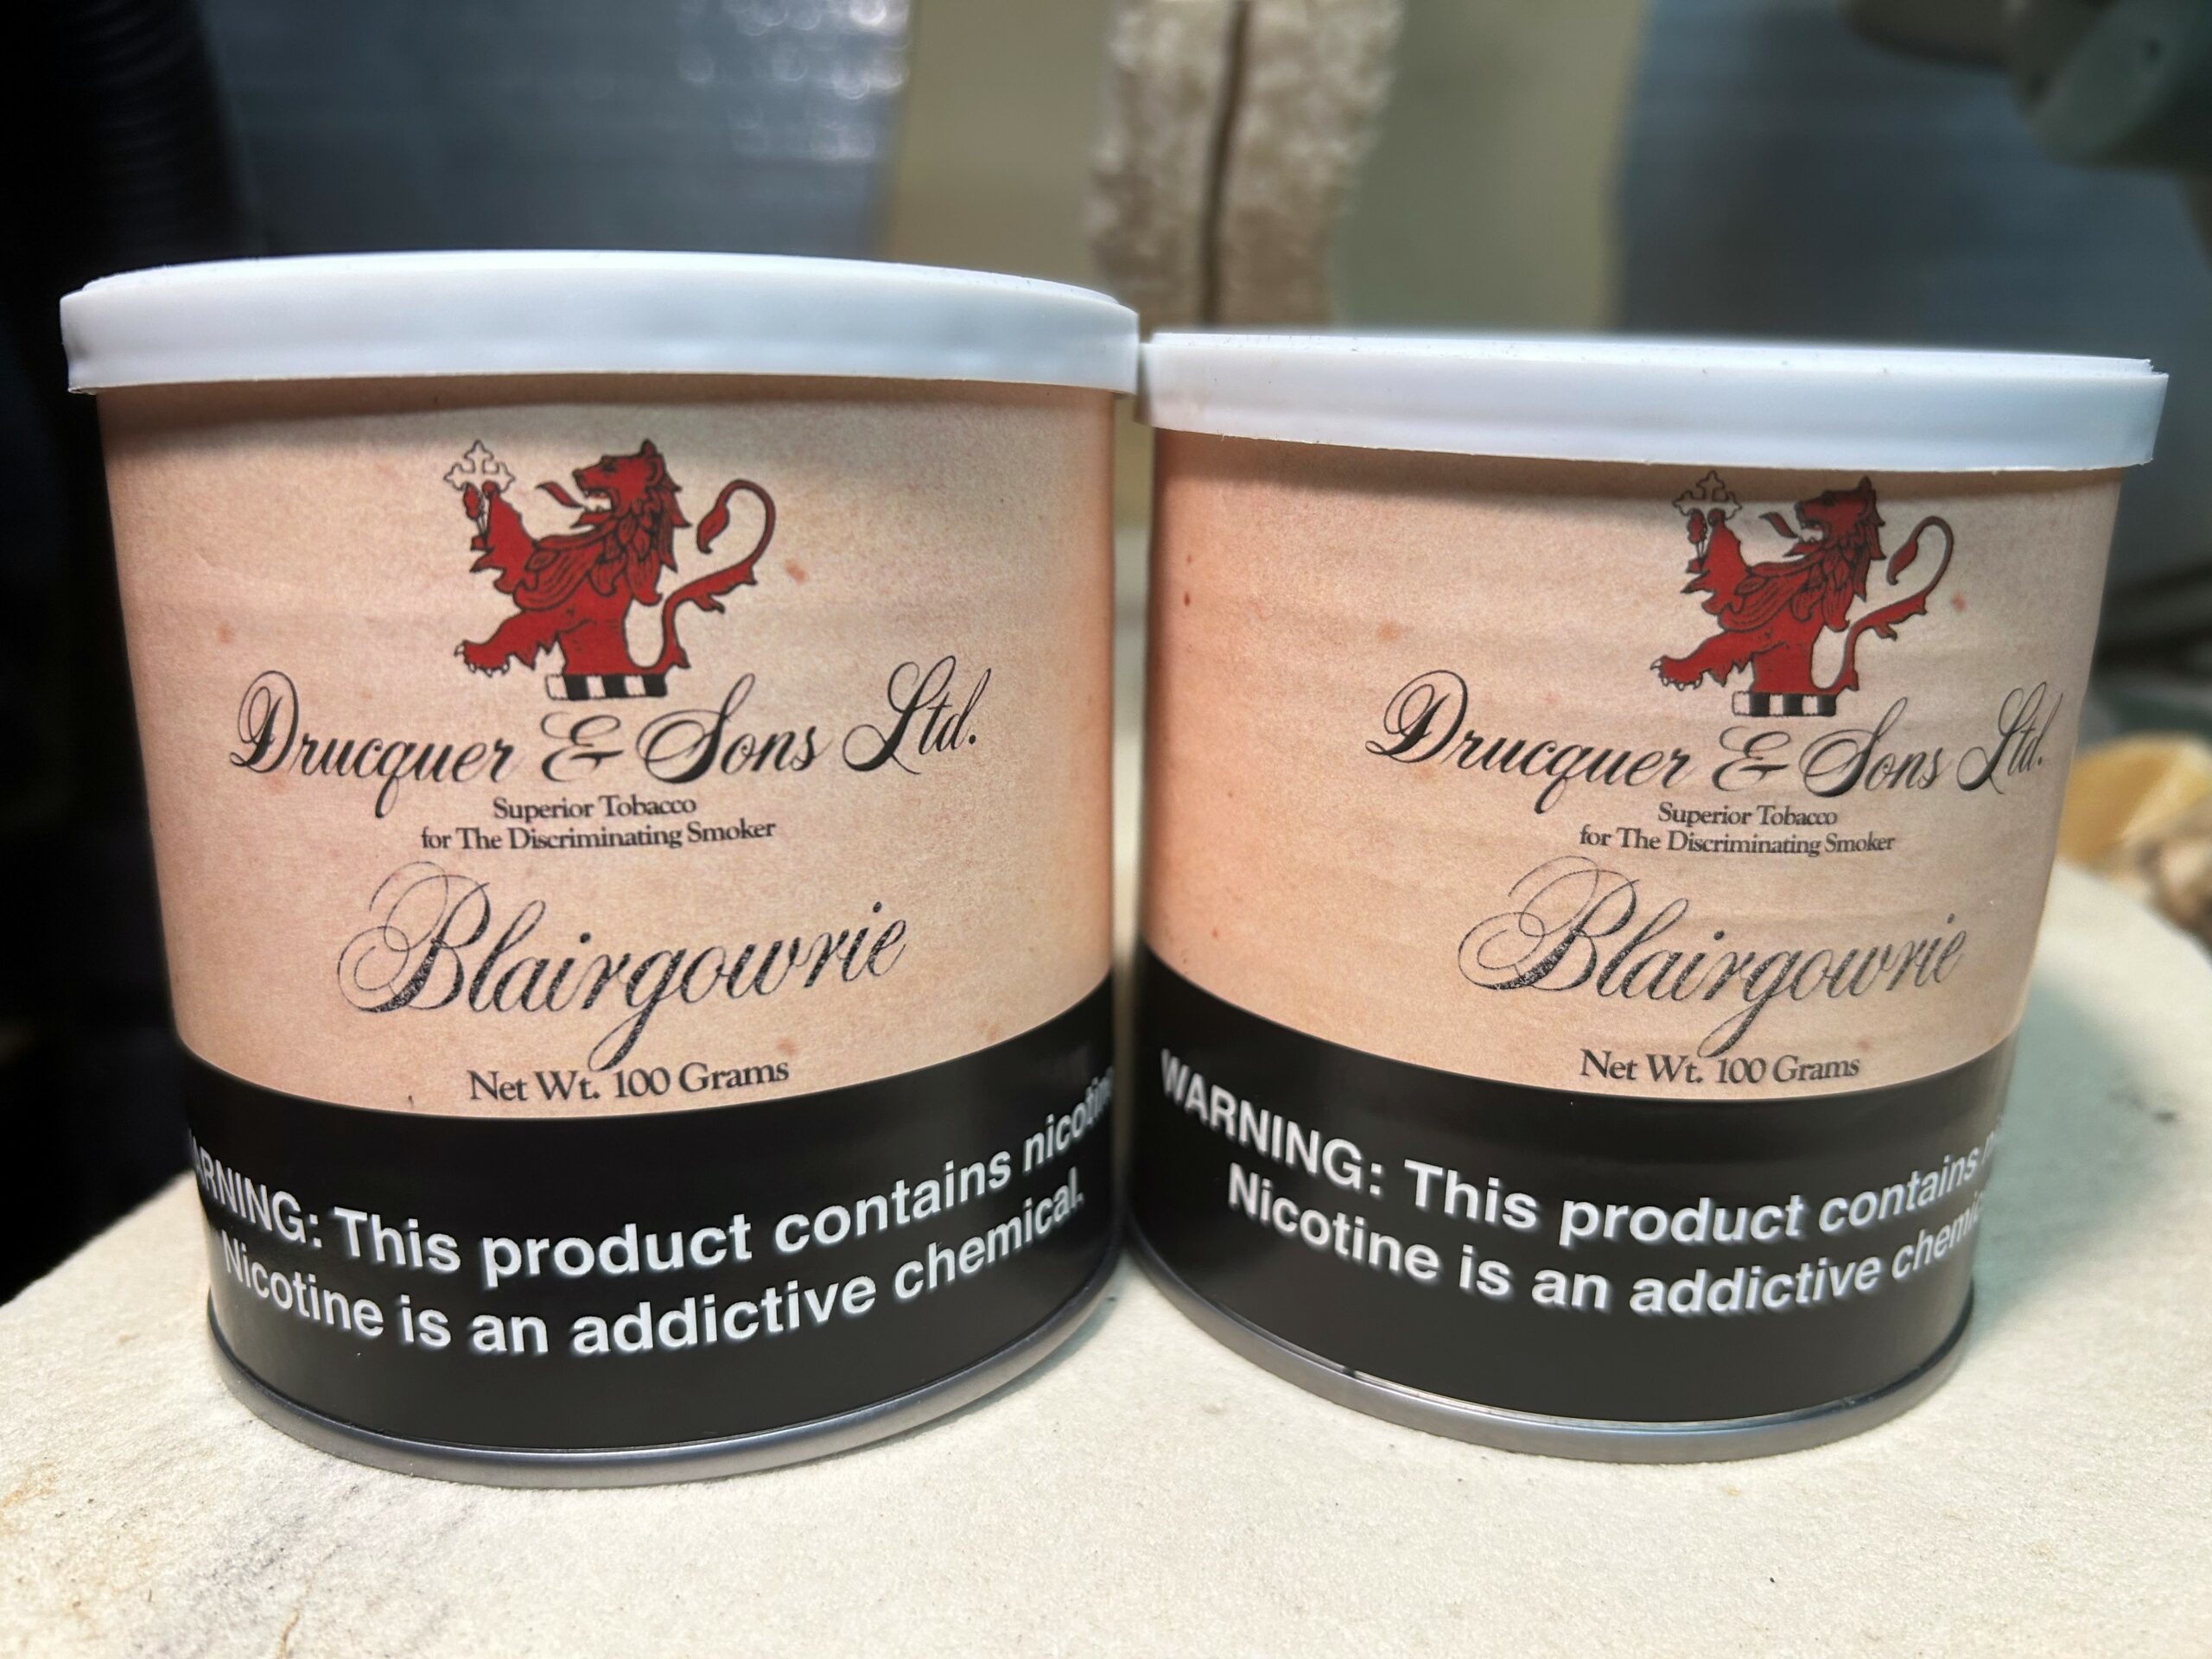 Drucquer & Sons Ltd.
Superior Tobacco
for The Discriminating Smoker
Blairgowrie
Net Wt. 100 Grams
This product contains
Nicotine is an addictive chemical.
Drucquer & Sons Ltd.
Superior Tobacco
for The Discriminating Smoker
Blairgowrie
Net Wt. 100 Grams
WARNING: This product contains
Nicotine is an addictive